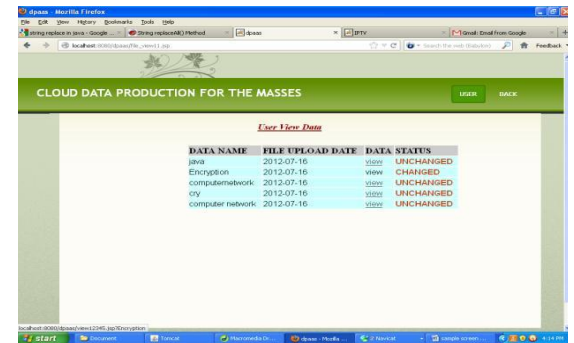 dpaas - Mozilla Firefox
File Edit View History Bookmarks Tools Help
string replace in java - Google ... String replaceAll() Method dpaas IPTV Gmail: Email from Google
localhost:8080/dpaas/file_view11.jsp Search the web (Babylon) Feedback
CLOUD DATA PRODUCTION FOR THE MASSES USER BACK
User View Data
DATA NAME FILE UPLOAD DATE DATA STATUS
java 2012-07-16 view UNCHANGED
Encryption 2012-07-16 view CHANGED
computernetwork 2012-07-16 view UNCHANGED
cry 2012-07-16 view UNCHANGED
computer network 2012-07-16 view UNCHANGED
localhost:8080/dpaas/view12345.jsp?Encryption
start Document Tomcat Macromedia Dr... dpaas - Mozilla ... 2 Navicat sample screen ... 4:14 PM